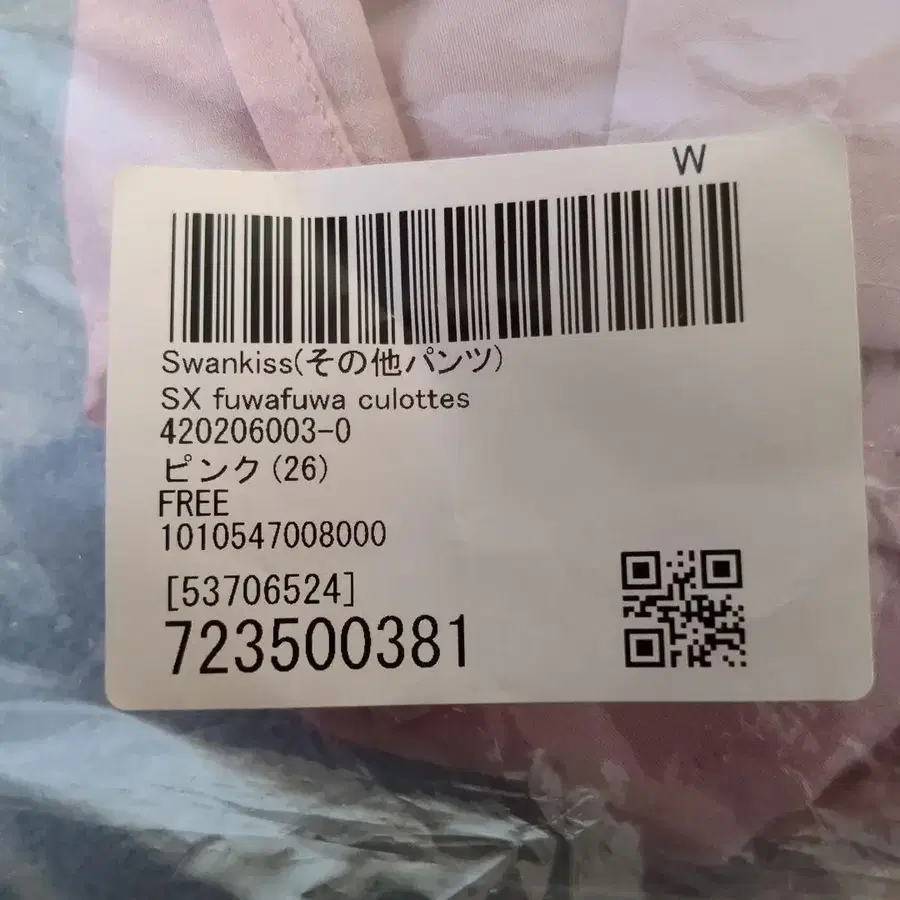 W
Swankiss(その他パンツ)
SX fuwafuwa culottes
420206003-0
ピンク(26)
FREE
1010547008000
[53706524]
723500381